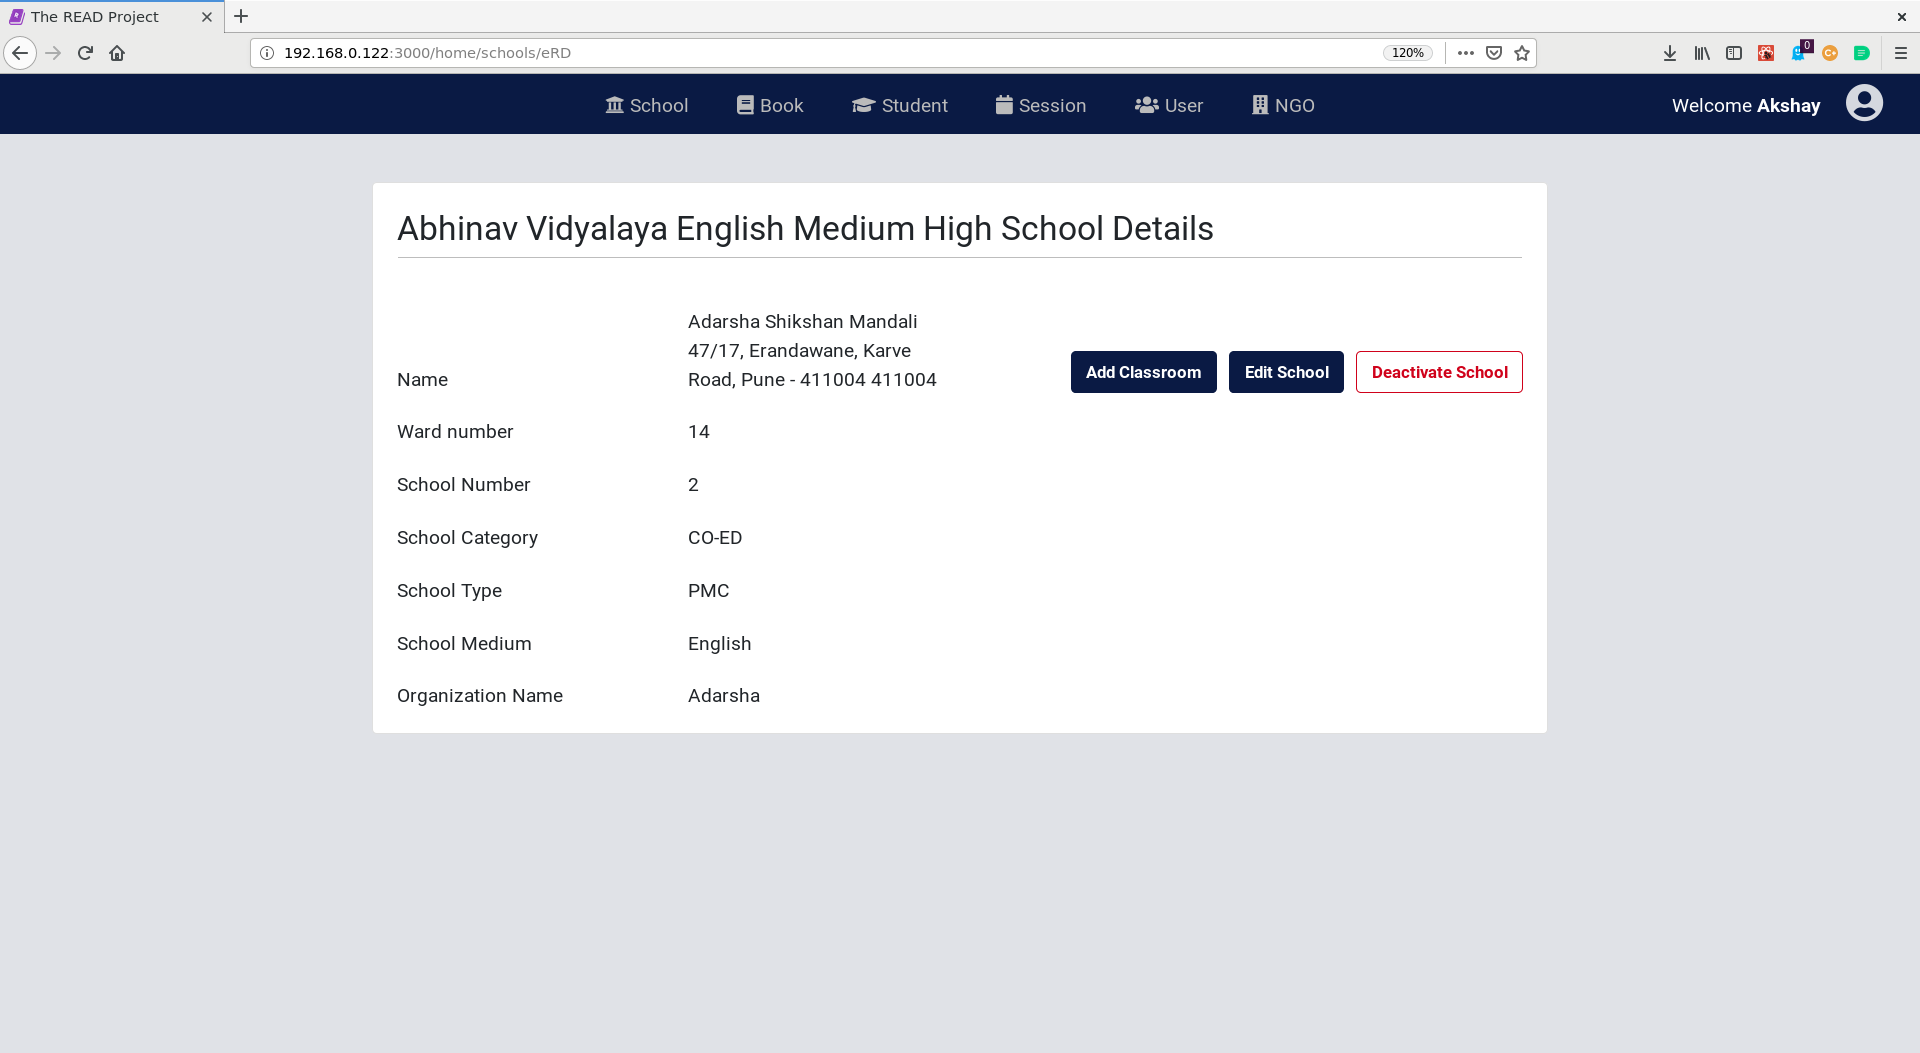 The READ Project
192.168.0.122:3000/home/schools/eRD
120%
0
School Book Student Session User NGO
Welcome Akshay
Abhinav Vidyalaya English Medium High School Details
Adarsha Shikshan Mandali
47/17, Erandawane, Karve
Name Road, Pune - 411004 411004
Add Classroom Edit School Deactivate School
Ward number 14
School Number 2
School Category CO-ED
School Type PMC
School Medium English
Organization Name Adarsha